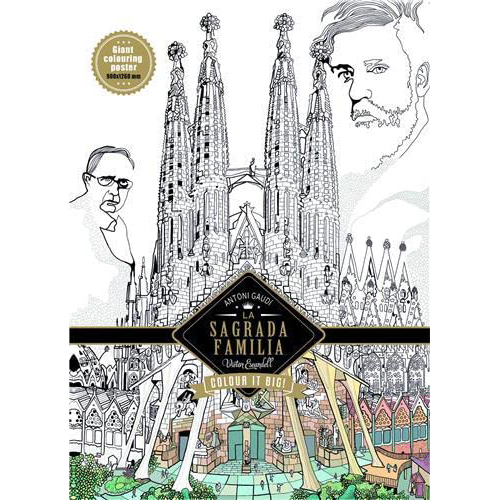 Giant
colouring
poster
900x1260 mm
ANTONI GAUDÍ
LA
SAGRADA
FAMILIA
Victor Escandell
COLOUR IT BIG!